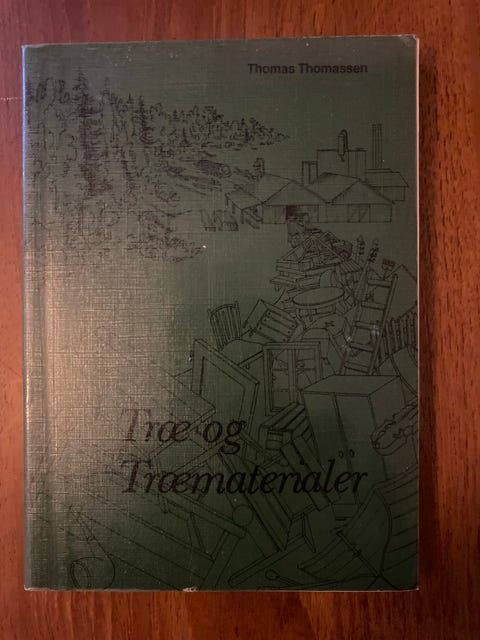 Thomas Thomassen
Træ og
Træmaterialer